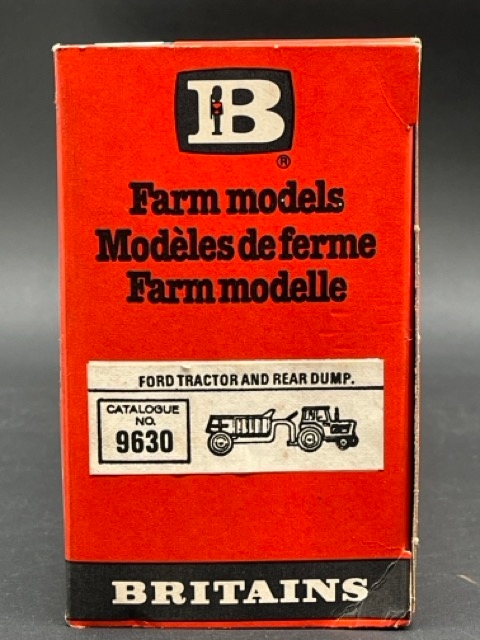 B
®
Farm models
Modèles de ferme
Farm modelle
FORD TRACTOR AND REAR DUMP.
CATALOGUE
NO.
9630
BRITAINS